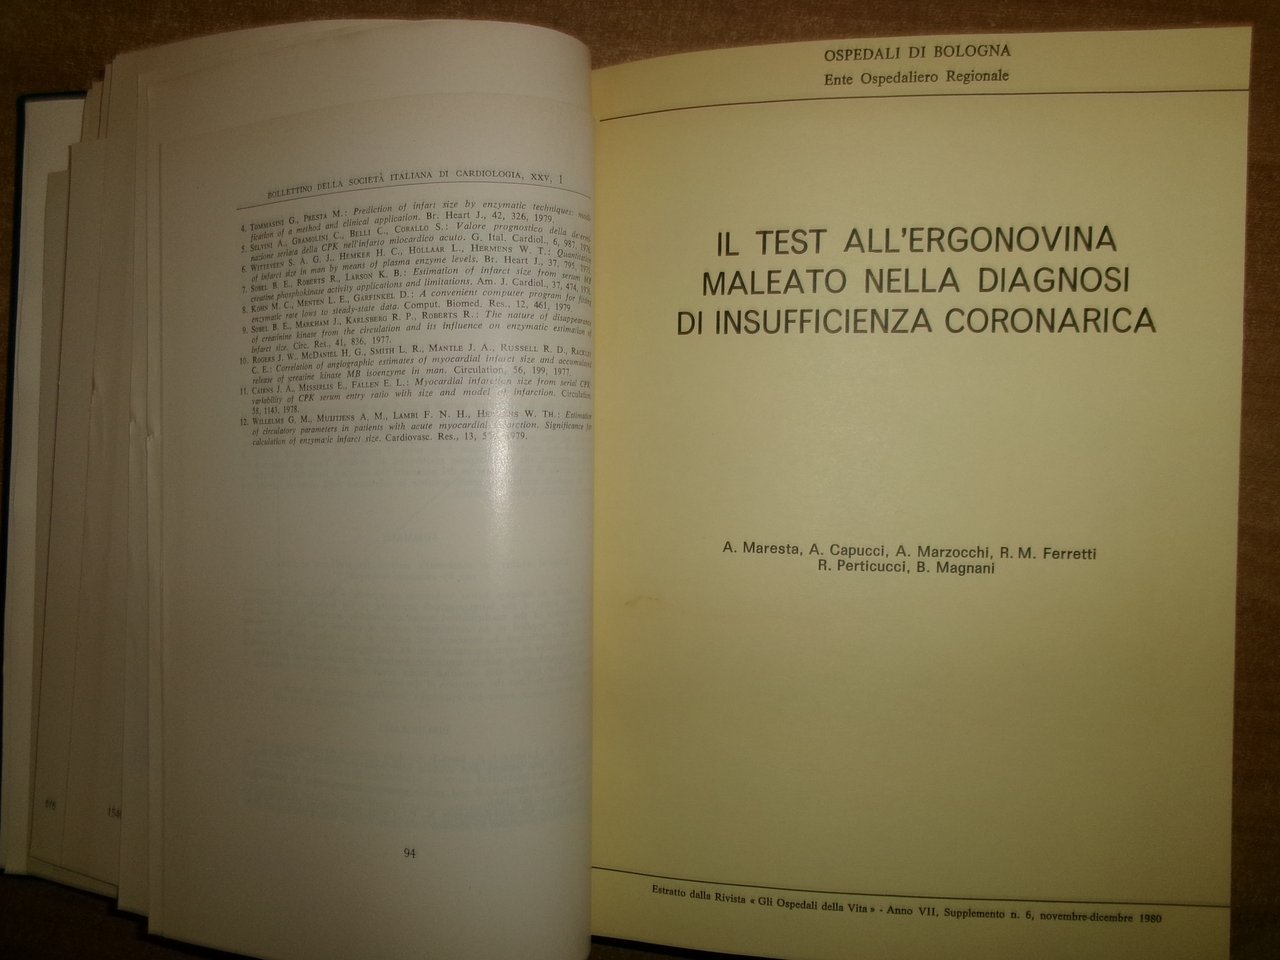 BOLLETTINO DELLA SOCIETÀ ITALIANA DI CARDIOLOGIA, XXV, 1
4. TOMMASINI G., PRESTA M.: Prediction of infart size by enzymatic techniques: modi-
fication of a method and clinical application. Br. Heart J., 42, 326, 1979.
5. SELVINI A., GRAMOLINI C., BELLI C., CORALLO S.: Valore prognostico della determi-
nazione seriata della CPK nell'infarto miocardico acuto. G. Ital. Cardiol., 6, 987, 1976.
6. WITTEVEEN S. A. G. J., HEMKER H. C., HOLLAAR L., HERMENS W. T.: Quantitation
of infarct size in man by means of plasma enzyme levels. Br. Heart J., 37, 795, 1975.
7. SOBEL B. E., ROBERTS R., LARSON K. B.: Estimation of infarct size from serum MB
creatine phosphokinase activity applications and limitations. Am. J. Cardiol., 37, 474, 1976.
8. KOHN M. C., MENTEN L. E., GARFINKEL D.: A convenient computer program for fitting
enzymatic rate lows to steady-state data. Comput. Biomed. Res., 12, 461, 1979.
9. SOBEL B. E., MARKHAM J., KARLSBERG R. P., ROBERTS R.: The nature of disappearance
of creatinine kinase from the circulation and its influence on enzymatic estimation of
infarct size. Circ. Res., 41, 836, 1977.
10. ROGERS J. W., MCDANIEL H. G., SMITH L. R., MANTLE J. A., RUSSELL R. D., RACKLEY
C. E.: Correlation of angiographic estimates of myocardial infarct size and accumulated
release of creatine kinase MB isoenzyme in man. Circulation, 56, 199, 1977.
11. CAIRNS J. A., MISSIRLIS E., FALLEN E. L.: Myocardial infarction size from serial CPK:
variability of CPK serum entry ratio with size and model of infarction. Circulation,
58, 1143, 1978.
12. WILLEMS G. M., MUIJTJENS A. M., LAMBI F. N. H., HERMENS W. TH.: Estimation
of circulatory parameters in patients with acute myocardial infarction. Significance for
calculation of enzymatic infarct size. Cardiovasc. Res., 13, 1979.
94
616
OSPEDALI DI BOLOGNA
Ente Ospedaliero Regionale
IL TEST ALL'ERGONOVINA
MALEATO NELLA DIAGNOSI
DI INSUFFICIENZA CORONARICA
A. Maresta, A. Capucci, A. Marzocchi, R. M. Ferretti
R. Perticucci, B. Magnani
Estratto dalla Rivista « Gli Ospedali della Vita » - Anno VII, Supplemento n. 6, novembre-dicembre 1980